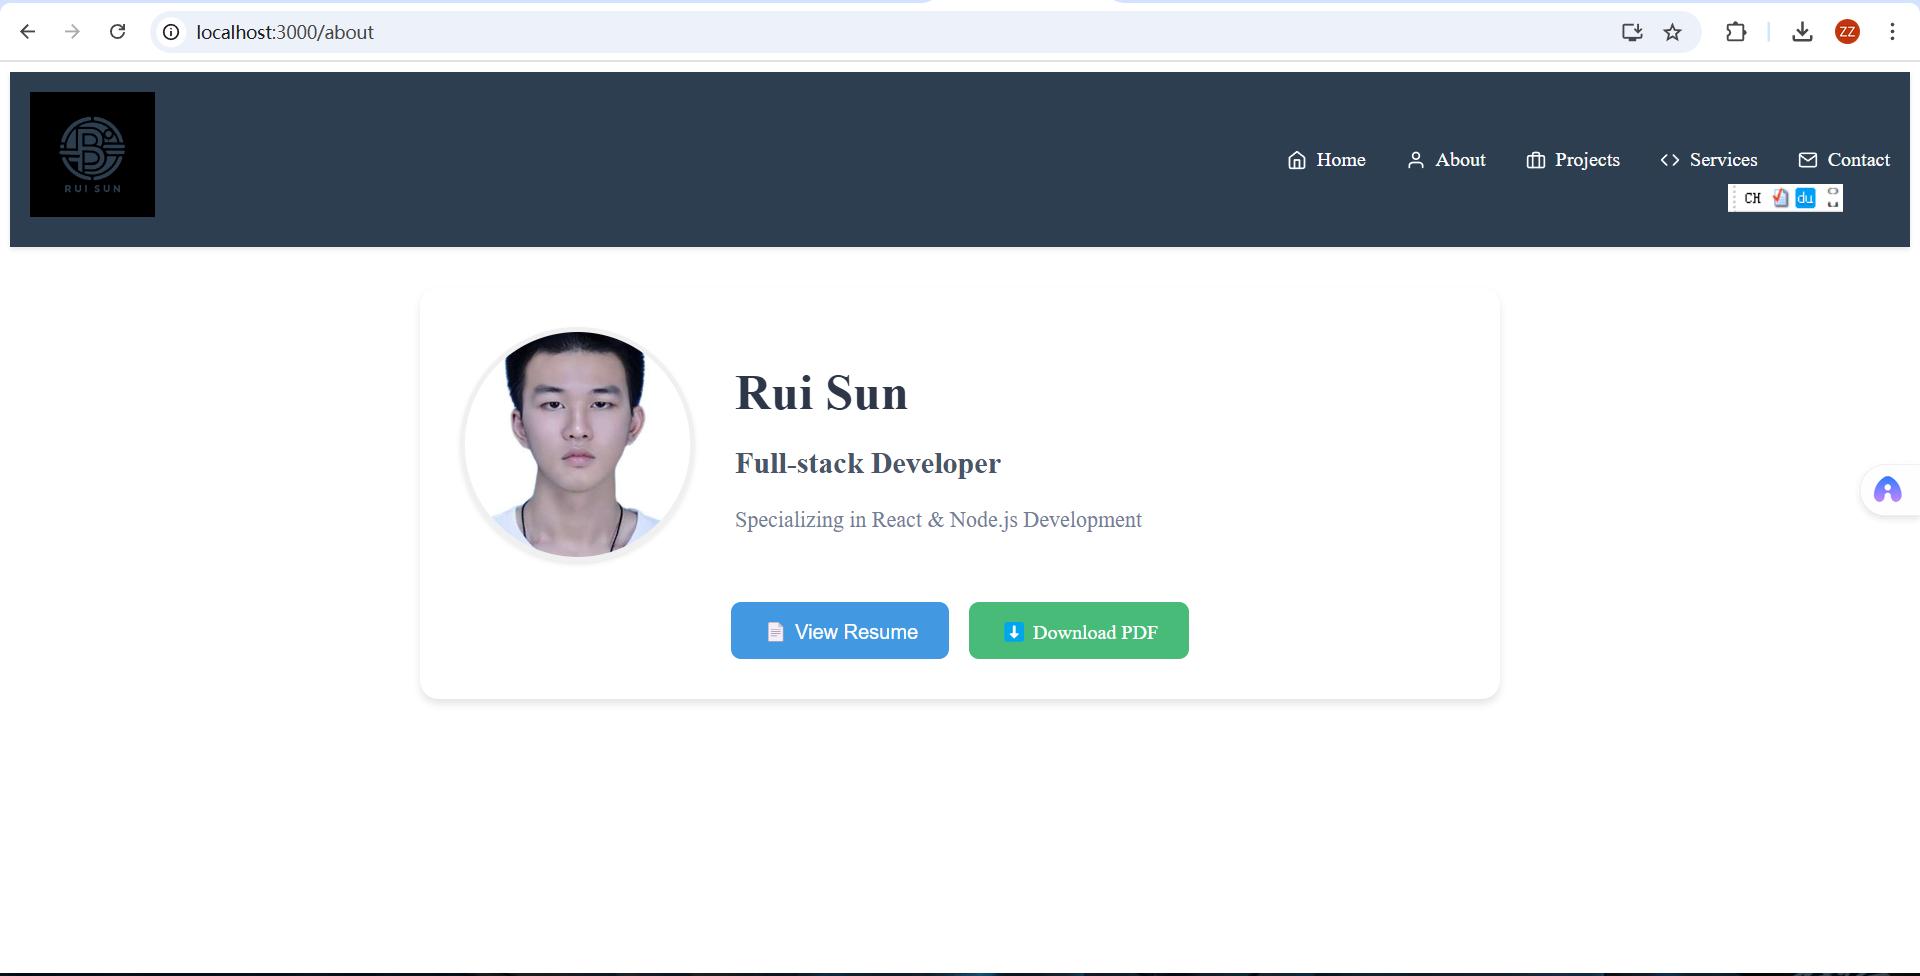 localhost:3000/about
ZZ
RUI SUN
Home
About
Projects
Services
Contact
CH
du
Rui Sun
Full-stack Developer
Specializing in React & Node.js Development
View Resume
Download PDF